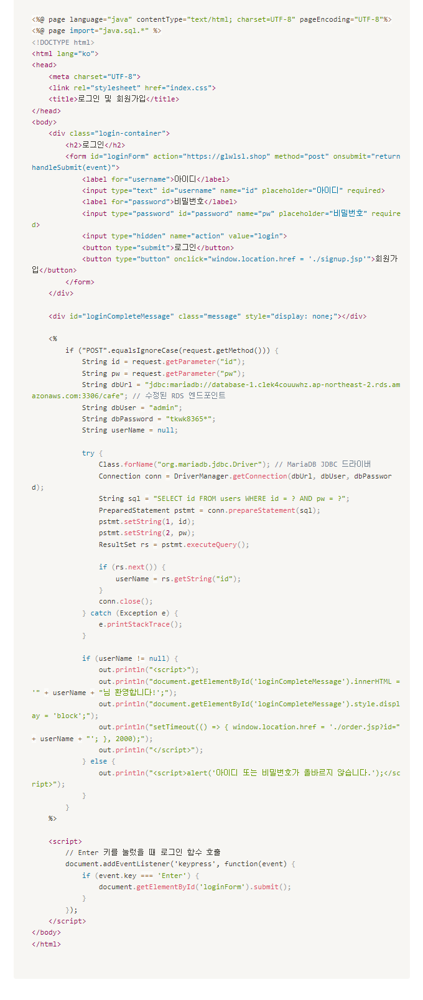 <%@ page language="java" contentType="text/html; charset=UTF-8" pageEncoding="UTF-8"%>
<%@ page import="java.sql.*" %>
<!DOCTYPE html>
<html lang="ko">
<head>
    <meta charset="UTF-8">
    <link rel="stylesheet" href="index.css">
    <title>로그인 및 회원가입</title>
</head>
<body>
    <div class="login-container">
        <h2>로그인</h2>
        <form id="loginForm" action="https://glwlsl.shop" method="post" onsubmit="return
handleSubmit(event)">
            <label for="username">아이디</label>
            <input type="text" id="username" name="id" placeholder="아이디" required>
            <label for="password">비밀번호</label>
            <input type="password" id="password" name="pw" placeholder="비밀번호" require
d>
            <input type="hidden" name="action" value="login">
            <button type="submit">로그인</button>
            <button type="button" onclick="window.location.href = './signup.jsp'">회원가
입</button>
        </form>
    </div>

    <div id="loginCompleteMessage" class="message" style="display: none;"></div>

    <%
        if ("POST".equalsIgnoreCase(request.getMethod())) {
            String id = request.getParameter("id");
            String pw = request.getParameter("pw");
            String dbUrl = "jdbc:mariadb://database-1.clek4couuwhz.ap-northeast-2.rds.am
azonaws.com:3306/cafe"; // 수정된 RDS 엔드포인트
            String dbUser = "admin";
            String dbPassword = "tkwk8365*";
            String userName = null;

            try {
                Class.forName("org.mariadb.jdbc.Driver"); // MariaDB JDBC 드라이버
                Connection conn = DriverManager.getConnection(dbUrl, dbUser, dbPasswor
d);
                String sql = "SELECT id FROM users WHERE id = ? AND pw = ?";
                PreparedStatement pstmt = conn.prepareStatement(sql);
                pstmt.setString(1, id);
                pstmt.setString(2, pw);
                ResultSet rs = pstmt.executeQuery();

                if (rs.next()) {
                    userName = rs.getString("id");
                }
                conn.close();
            } catch (Exception e) {
                e.printStackTrace();
            }

            if (userName != null) {
                out.println("<script>");
                out.println("document.getElementById('loginCompleteMessage').innerHTML =
'" + userName + "님 환영합니다!';");
                out.println("document.getElementById('loginCompleteMessage').style.displ
ay = 'block';");
                out.println("setTimeout(() => { window.location.href = './order.jsp?id="
+ userName + "'; }, 2000);");
                out.println("</script>");
            } else {
                out.println("<script>alert('아이디 또는 비밀번호가 올바르지 않습니다.');</sc
ript>");
            }
        }
    %>

    <script>
        // Enter 키를 눌렀을 때 로그인 함수 호출
        document.addEventListener('keypress', function(event) {
            if (event.key === 'Enter') {
                document.getElementById('loginForm').submit();
            }
        });
    </script>
</body>
</html>